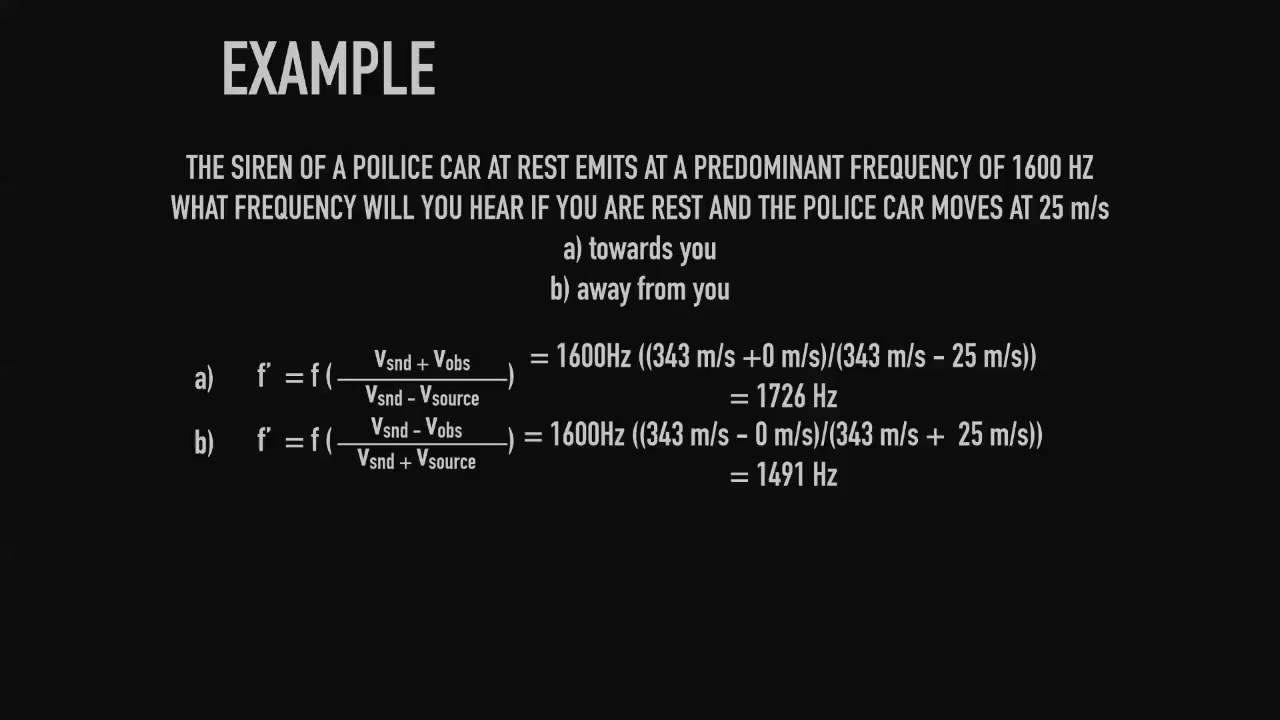 EXAMPLE
THE SIREN OF A POILICE CAR AT REST EMITS AT A PREDOMINANT FREQUENCY OF 1600 HZ
WHAT FREQUENCY WILL YOU HEAR IF YOU ARE REST AND THE POLICE CAR MOVES AT 25 m/s
a) towards you
b) away from you
a) f' = f ( (Vsnd + Vobs) / (Vsnd - Vsource) ) = 1600Hz ((343 m/s +0 m/s)/(343 m/s - 25 m/s))
= 1726 Hz
b) f' = f ( (Vsnd - Vobs) / (Vsnd + Vsource) ) = 1600Hz ((343 m/s - 0 m/s)/(343 m/s + 25 m/s))
= 1491 Hz